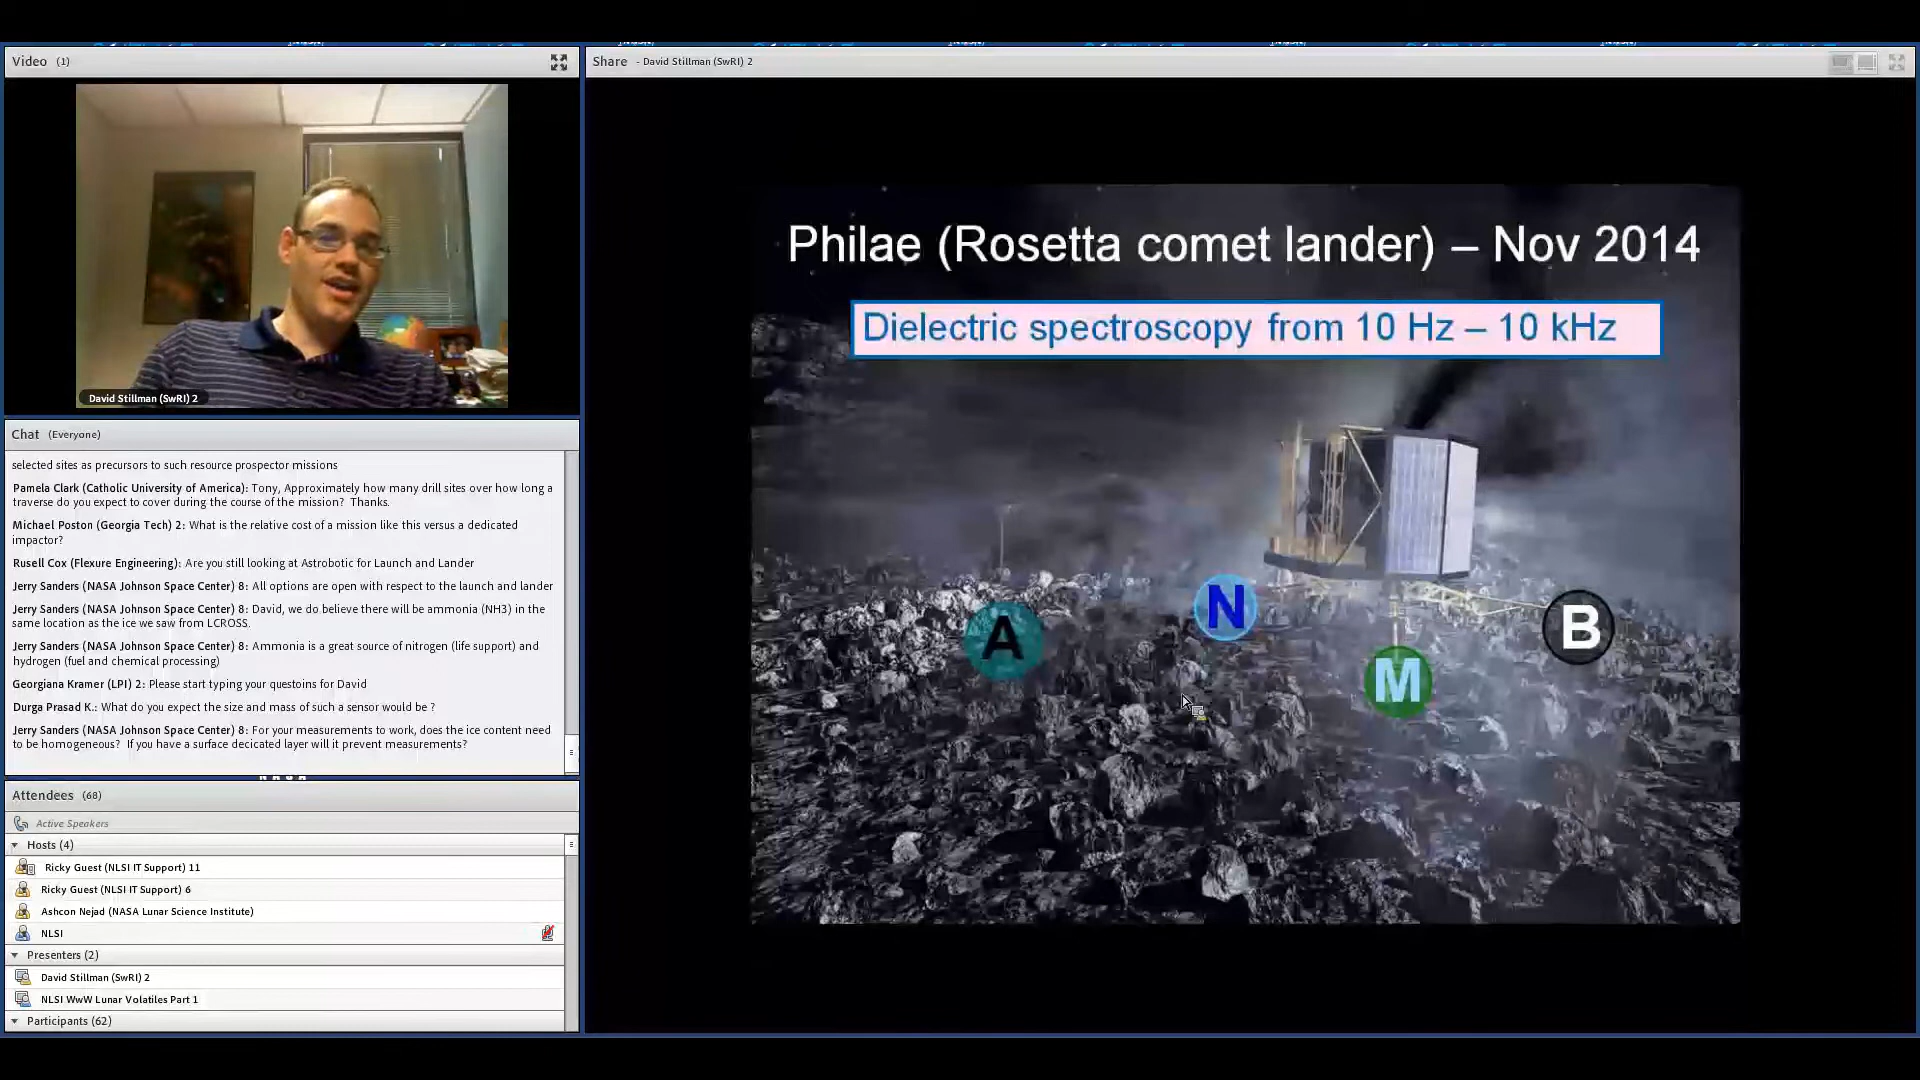 Video (1)
David Stillman (SwRI) 2
Chat (Everyone)
selected sites as precursors to such resource prospector missions
Pamela Clark (Catholic University of America): Tony, Approximately how many drill sites over how long a
traverse do you expect to cover during the course of the mission? Thanks.
Michael Poston (Georgia Tech) 2: What is the relative cost of a mission like this versus a dedicated
impactor?
Rusell Cox (Flexure Engineering): Are you still looking at Astrobotic for Launch and Lander
Jerry Sanders (NASA Johnson Space Center) 8: All options are open with respect to the launch and lander
Jerry Sanders (NASA Johnson Space Center) 8: David, we do believe there will be ammonia (NH3) in the
same location as the ice we saw from LCROSS.
Jerry Sanders (NASA Johnson Space Center) 8: Ammonia is a great source of nitrogen (life support) and
hydrogen (fuel and chemical processing)
Georgiana Kramer (LPI) 2: Please start typing your questoins for David
Durga Prasad K.: What do you expect the size and mass of such a sensor would be ?
Jerry Sanders (NASA Johnson Space Center) 8: For your measurements to work, does the ice content need
to be homogeneous? If you have a surface decicated layer will it prevent measurements?
NASA
Attendees (68)
Active Speakers
Hosts (4)
Ricky Guest (NLSI IT Support) 11
Ricky Guest (NLSI IT Support) 6
Ashcon Nejad (NASA Lunar Science Institute)
NLSI
Presenters (2)
David Stillman (SwRI) 2
NLSI WwW Lunar Volatiles Part 1
Participants (62)
Share - David Stillman (SwRI) 2
Philae (Rosetta comet lander) – Nov 2014
Dielectric spectroscopy from 10 Hz – 10 kHz
A
N
M
B